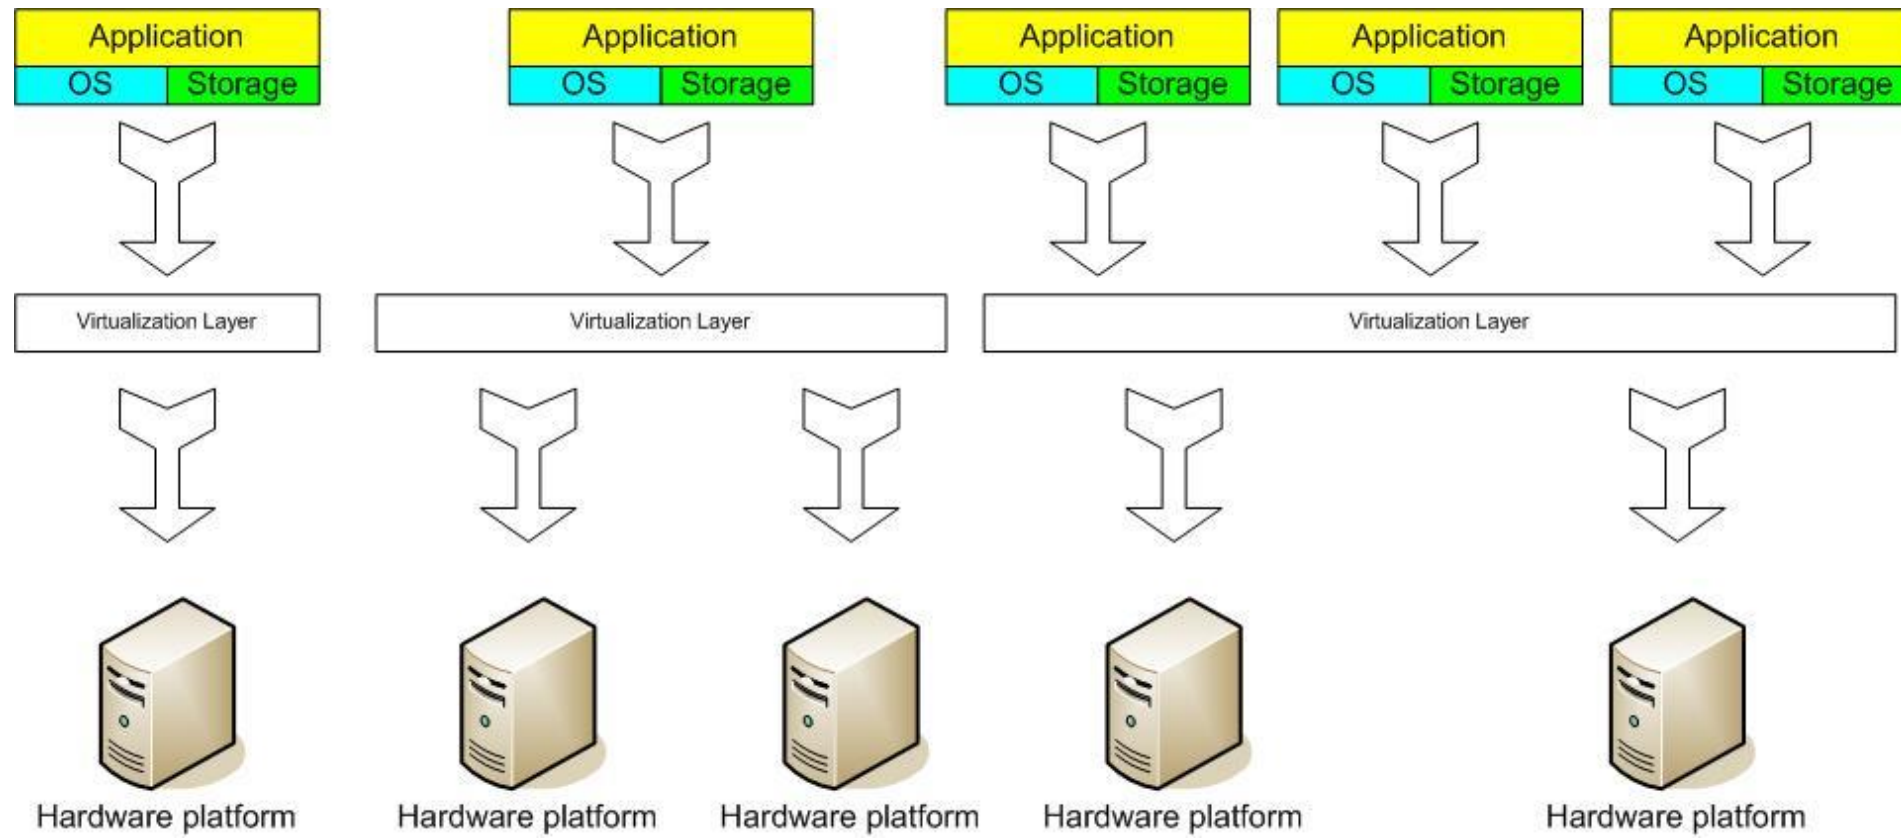 Application Application Application Application Application
OS Storage OS Storage OS Storage OS Storage OS Storage
Virtualization Layer Virtualization Layer Virtualization Layer
Hardware platform Hardware platform Hardware platform Hardware platform Hardware platform